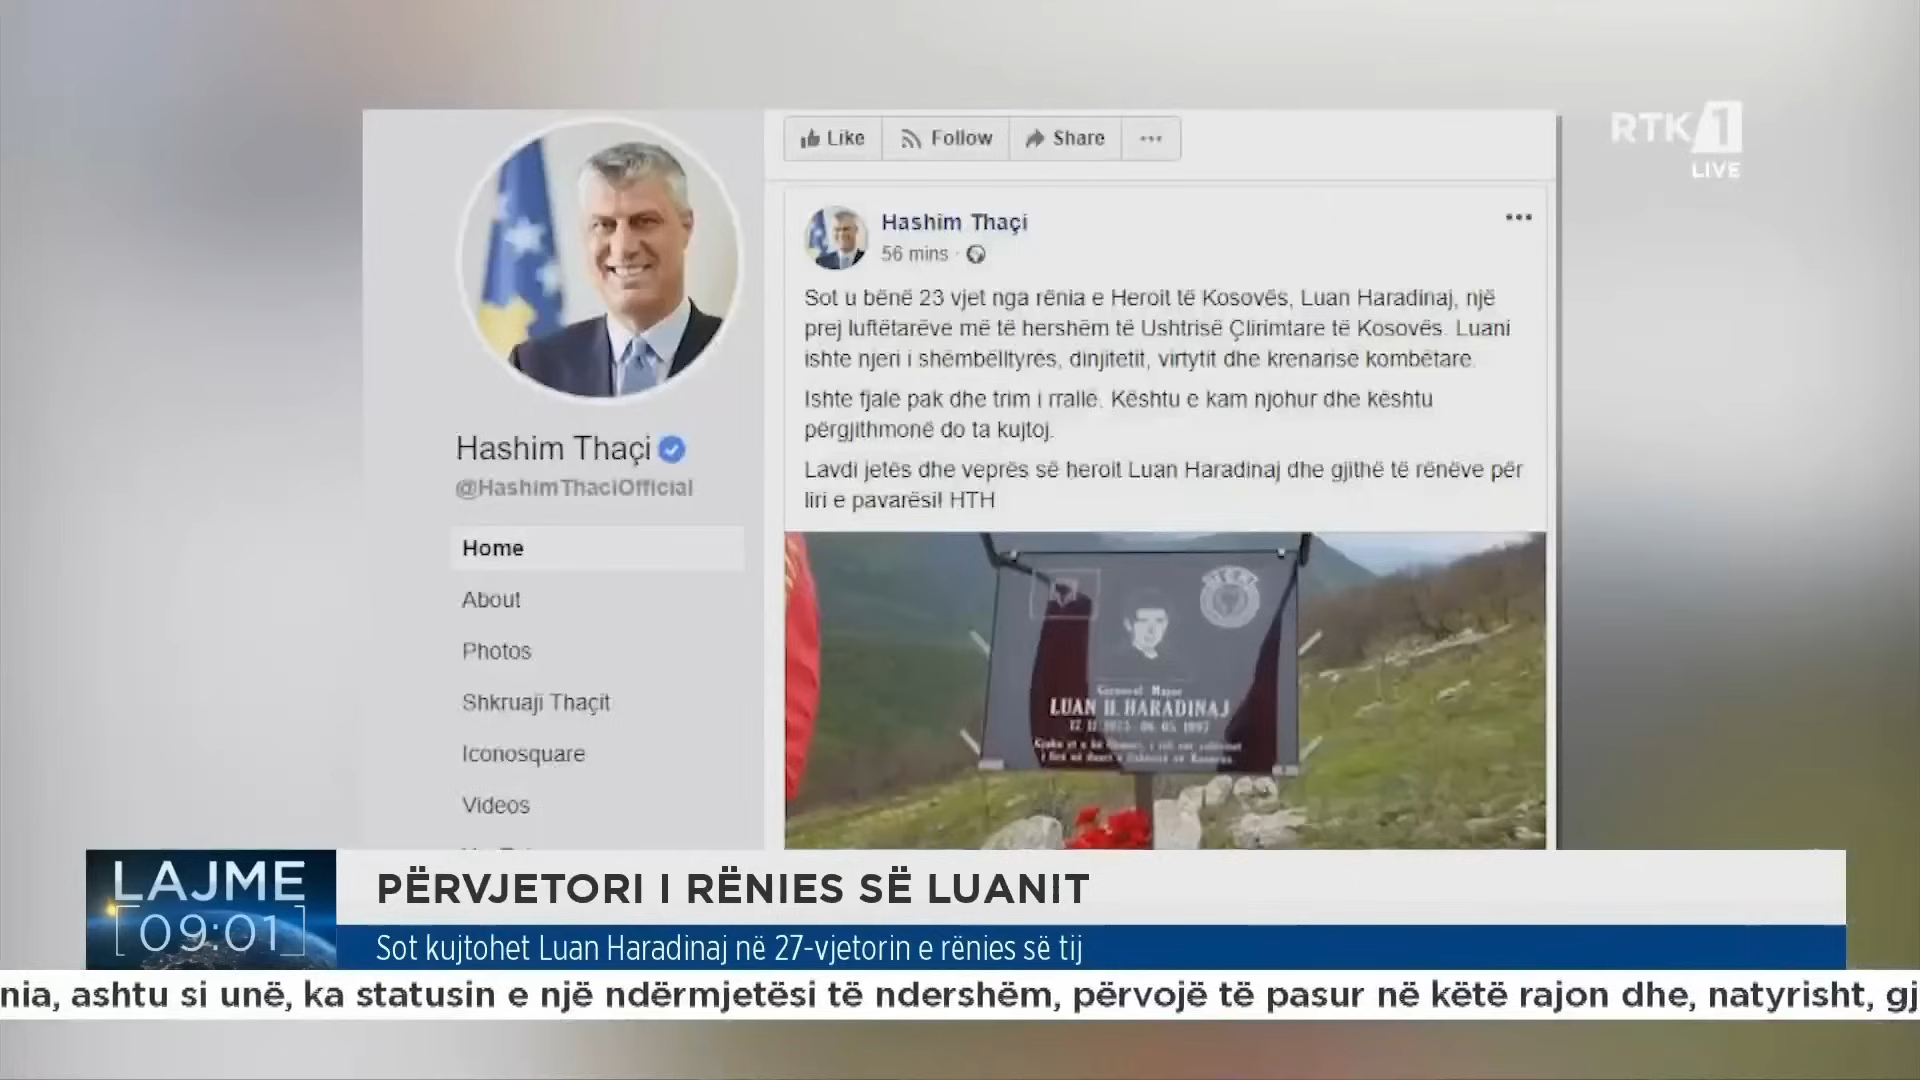 RTK 1
LIVE
Like
Follow
Share
Hashim Thaçi
56 mins
Sot u bënë 23 vjet nga rënia e Heroit të Kosovës, Luan Haradinaj, një
prej luftëtarëve më të hershëm të Ushtrisë Çlirimtare të Kosovës. Luani
ishte njeri i shëmbëlltyrës, dinjitetit, virtytit dhe krenarisë kombëtare.
Ishte fjalë pak dhe trim i rrallë. Kështu e kam njohur dhe kështu
përgjithmonë do ta kujtoj.
Lavdi jetës dhe veprës së heroit Luan Haradinaj dhe gjithë të rënëve për
liri e pavarësi! HTH
Hashim Thaçi
@HashimThaciOfficial
Home
About
Photos
Shkruaji Thaçit
Iconosquare
Videos
LUAN H. HARADINAJ
LAJME
09:01
PËRVJETORI I RËNIES SË LUANIT
Sot kujtohet Luan Haradinaj në 27-vjetorin e rënies së tij
nia, ashtu si unë, ka statusin e një ndërmjetësi të ndershëm, përvojë të pasur në këtë rajon dhe, natyrisht, gj